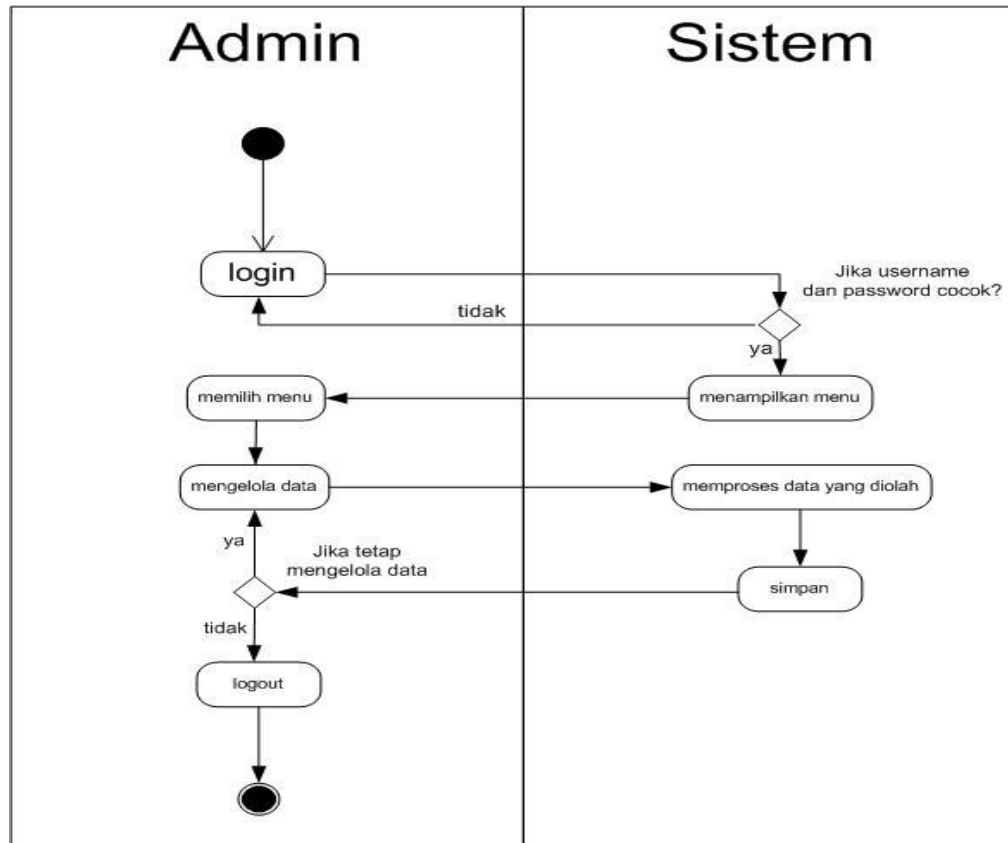 Admin
Sistem
login
Jika username
dan password cocok?
tidak
ya
memilih menu
menampilkan menu
mengelola data
memproses data yang diolah
ya
Jika tetap
mengelola data
simpan
tidak
logout